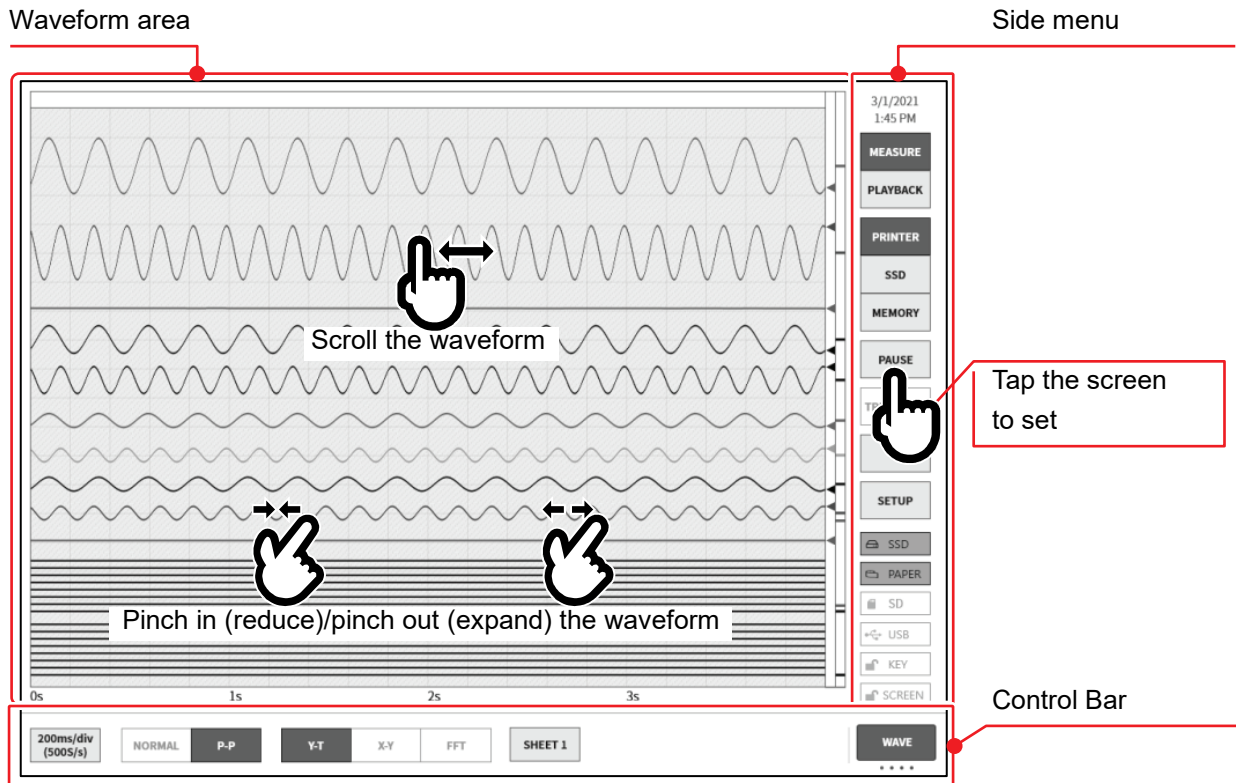 Waveform area
Side menu
3/1/2021
1:45 PM
MEASURE
PLAYBACK
PRINTER
SSD
MEMORY
Scroll the waveform
PAUSE
Tap the screen
to set
SETUP
SSD
PAPER
SD
USB
KEY
SCREEN
Pinch in (reduce)/pinch out (expand) the waveform
0s 1s 2s 3s
Control Bar
200ms/div
(500S/s)
NORMAL P-P Y-T X-Y FFT SHEET 1 WAVE